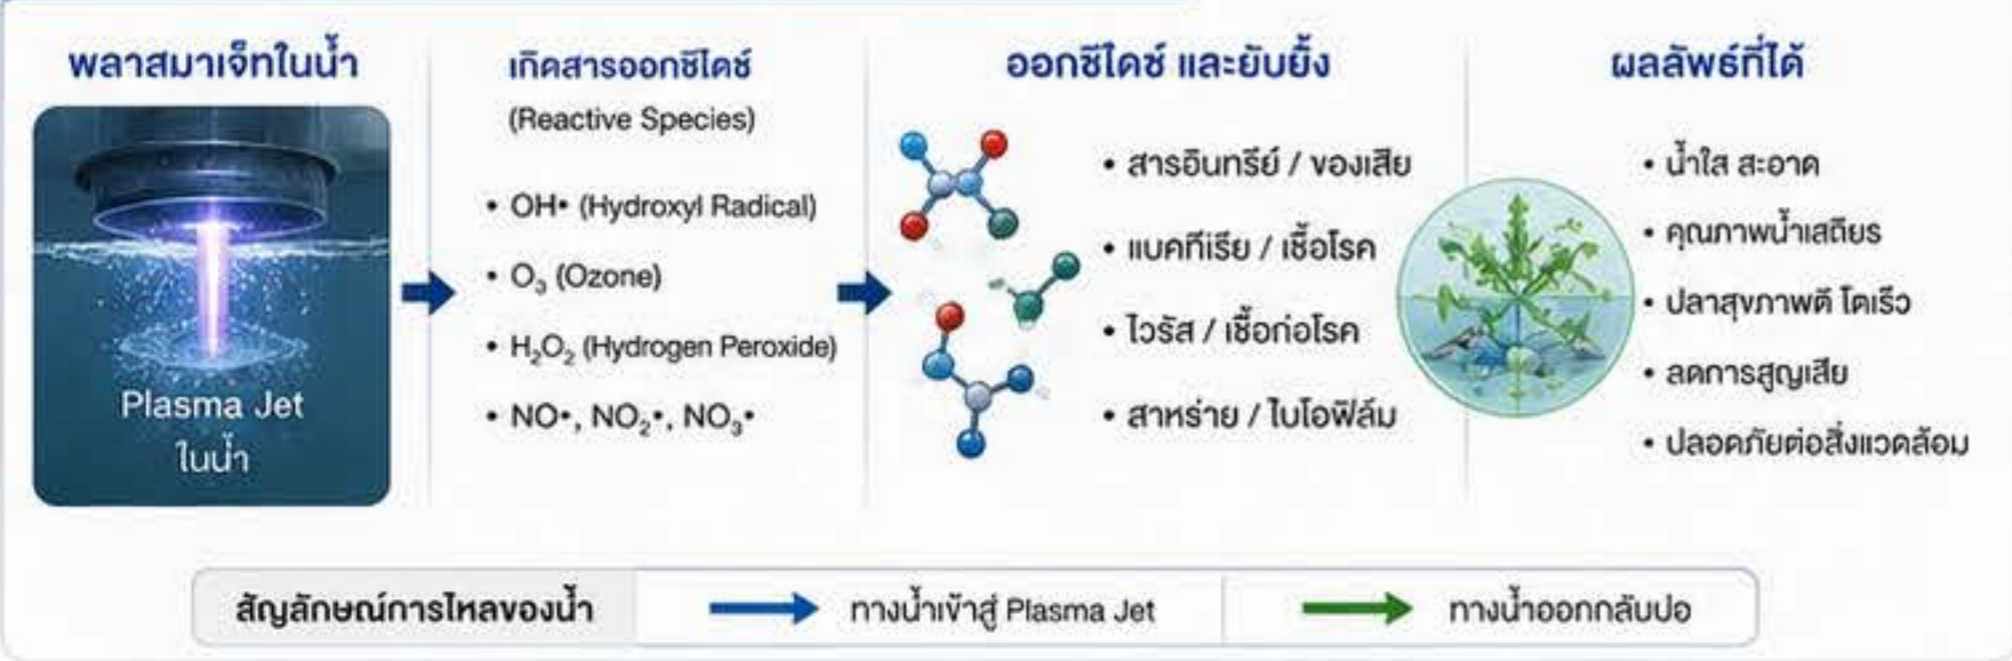 พลาสมาเจ็ทในน้ำ
Plasma Jet
ในน้ำ
เกิดสารออกซิไดซ์
(Reactive Species)
• OH• (Hydroxyl Radical)
• O₃ (Ozone)
• H₂O₂ (Hydrogen Peroxide)
• NO•, NO₂•, NO₃•
ออกซิไดซ์ และยับยั้ง
• สารอินทรีย์ / ของเสีย
• แบคทีเรีย / เชื้อโรค
• ไวรัส / เชื้อก่อโรค
• สาหร่าย / ไบโอฟิล์ม
ผลลัพธ์ที่ได้
• น้ำใส สะอาด
• คุณภาพน้ำเสถียร
• ปลาสุขภาพดี โตเร็ว
• ลดการสูญเสีย
• ปลอดภัยต่อสิ่งแวดล้อม
สัญลักษณ์การไหลของน้ำ
ทางน้ำเข้าสู่ Plasma Jet
ทางน้ำออกกลับบ่อ